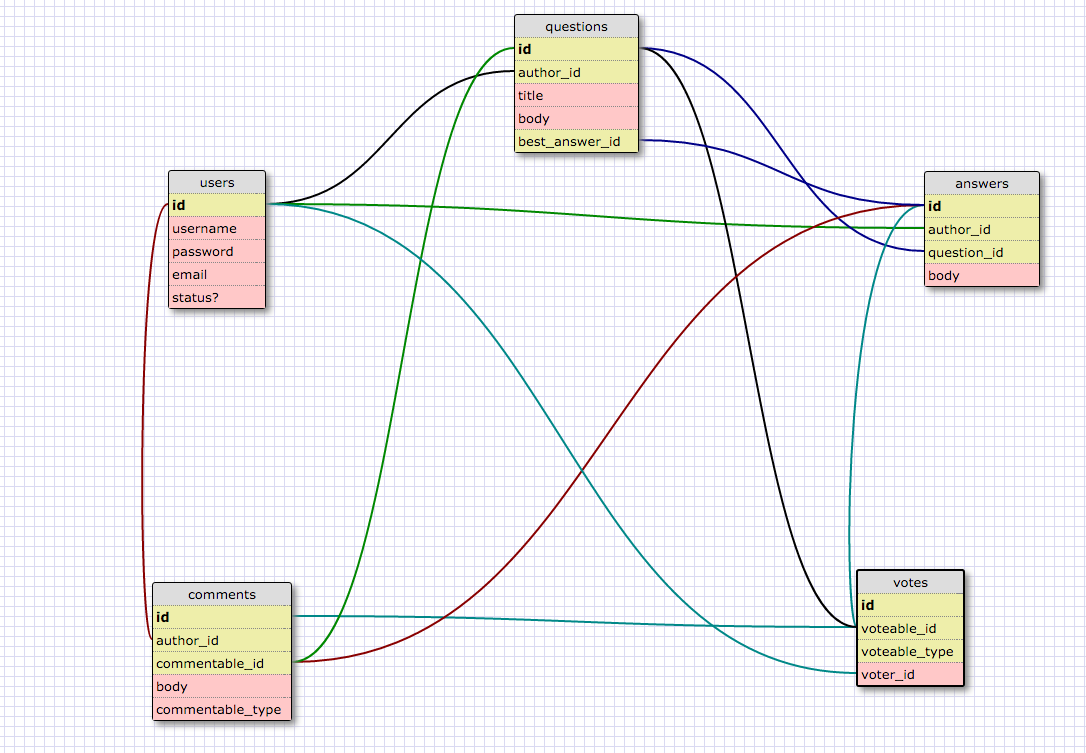 questions
id
author_id
title
body
best_answer_id
users
id
username
password
email
status?
answers
id
author_id
question_id
body
comments
id
author_id
commentable_id
body
commentable_type
votes
id
voteable_id
voteable_type
voter_id